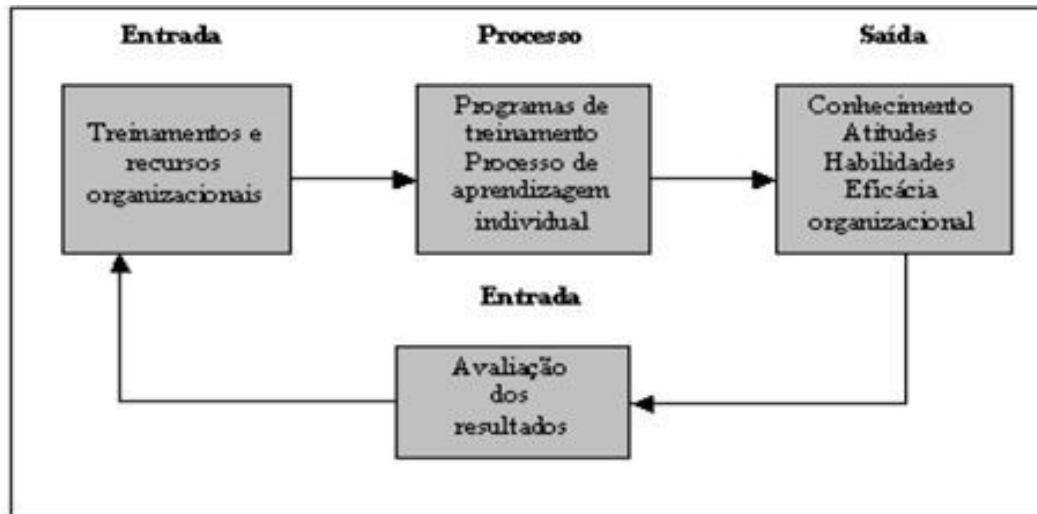 Entrada
Processo
Saída
Treinamentos e
recursos
organizacionais
Programas de
treinamento
Processo de
aprendizagem
individual
Conhecimento
Atitudes
Habilidades
Eficácia
organizacional
Entrada
Avaliação
dos
resultados